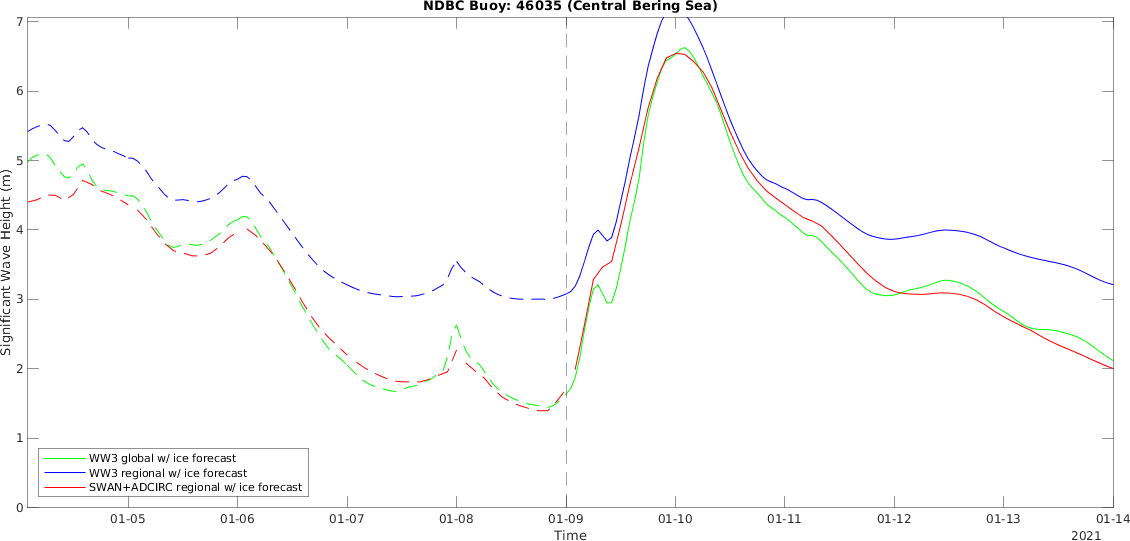 NDBC Buoy: 46035 (Central Bering Sea)
7
6
5
4
3
2
1
0
Significant Wave Height (m)
WW3 global w/ ice forecast
WW3 regional w/ ice forecast
SWAN+ADCIRC regional w/ ice forecast
01-05 01-06 01-07 01-08 01-09 01-10 01-11 01-12 01-13 01-14
Time
2021